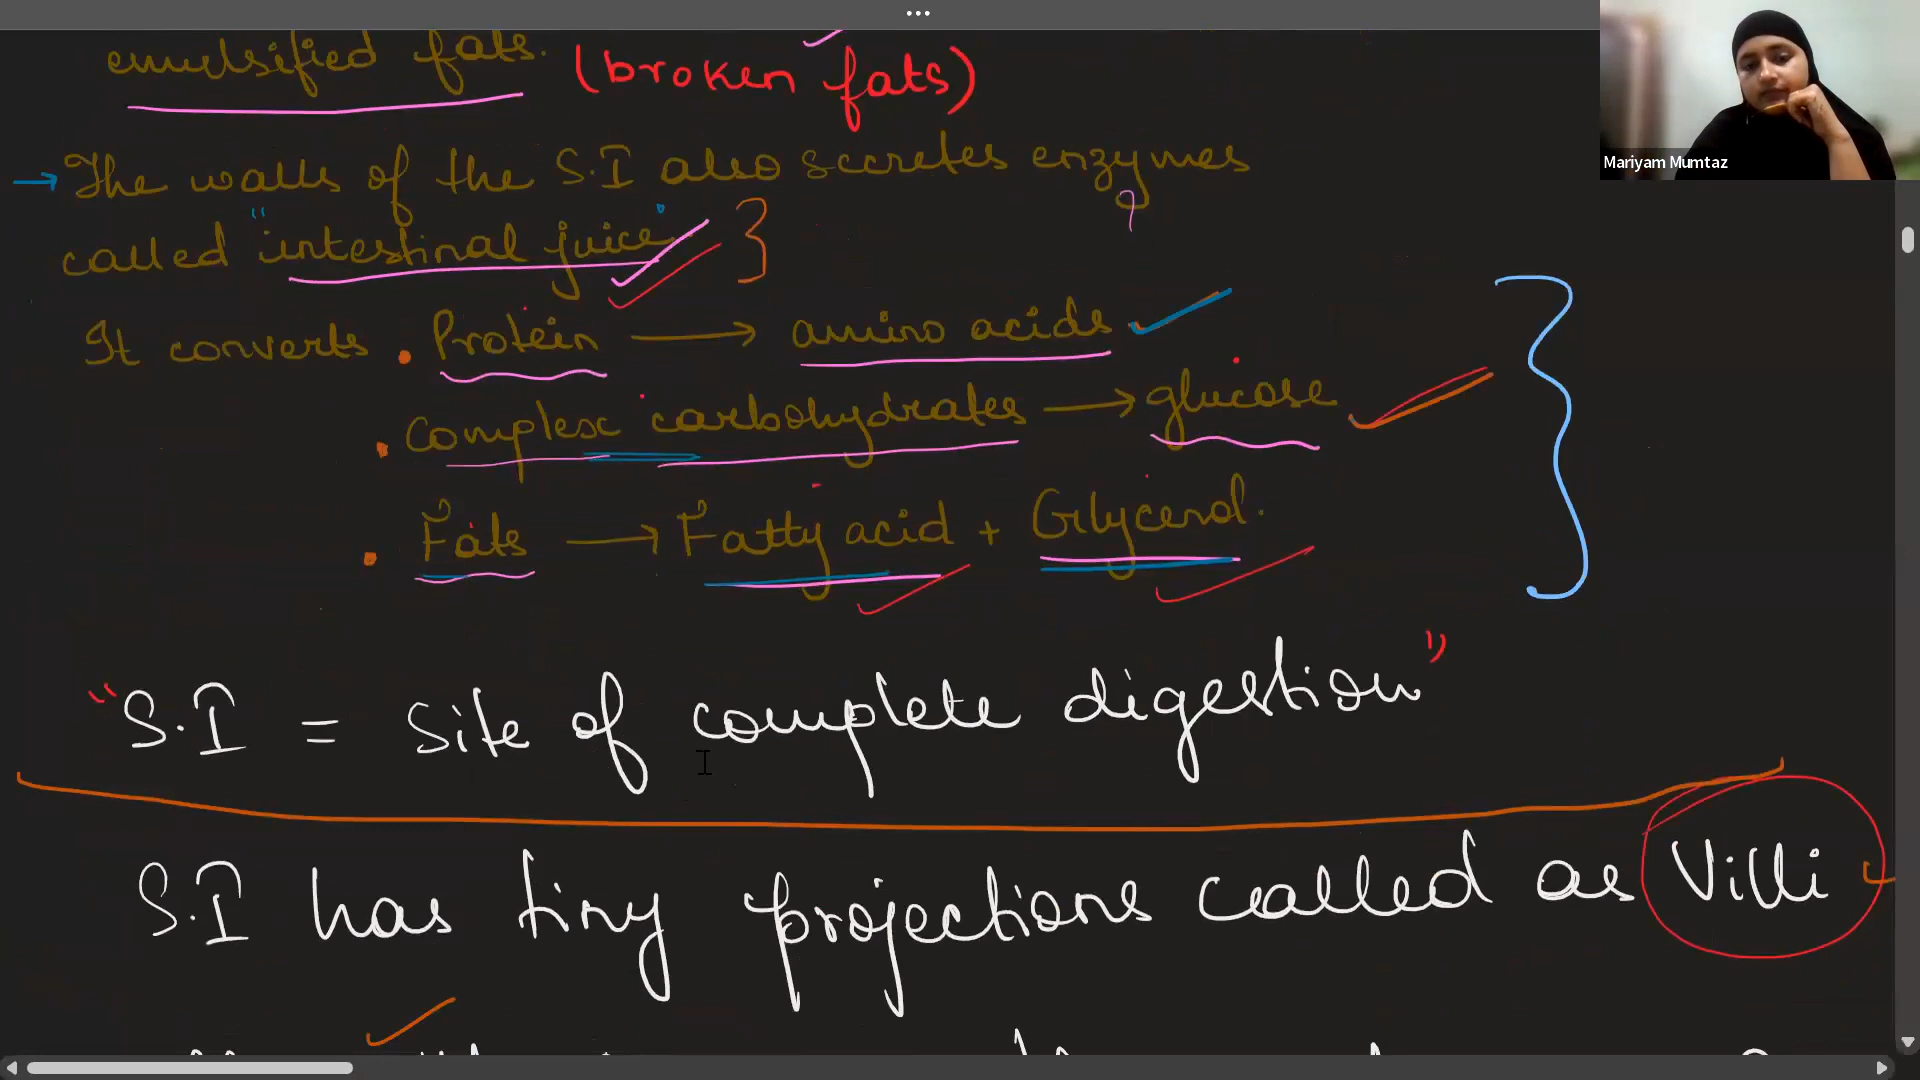 emulsified fats. (broken fats)
Mariyam Mumtaz
→ The walls of the S.I also secretes enzymes
called "intestinal juice"
It converts • Protein → amino acids
• Complex carbohydrates → glucose
• Fats → Fatty acid + Glycerol.
"S.I = site of complete digestion"
S.I has tiny projections called as Villi